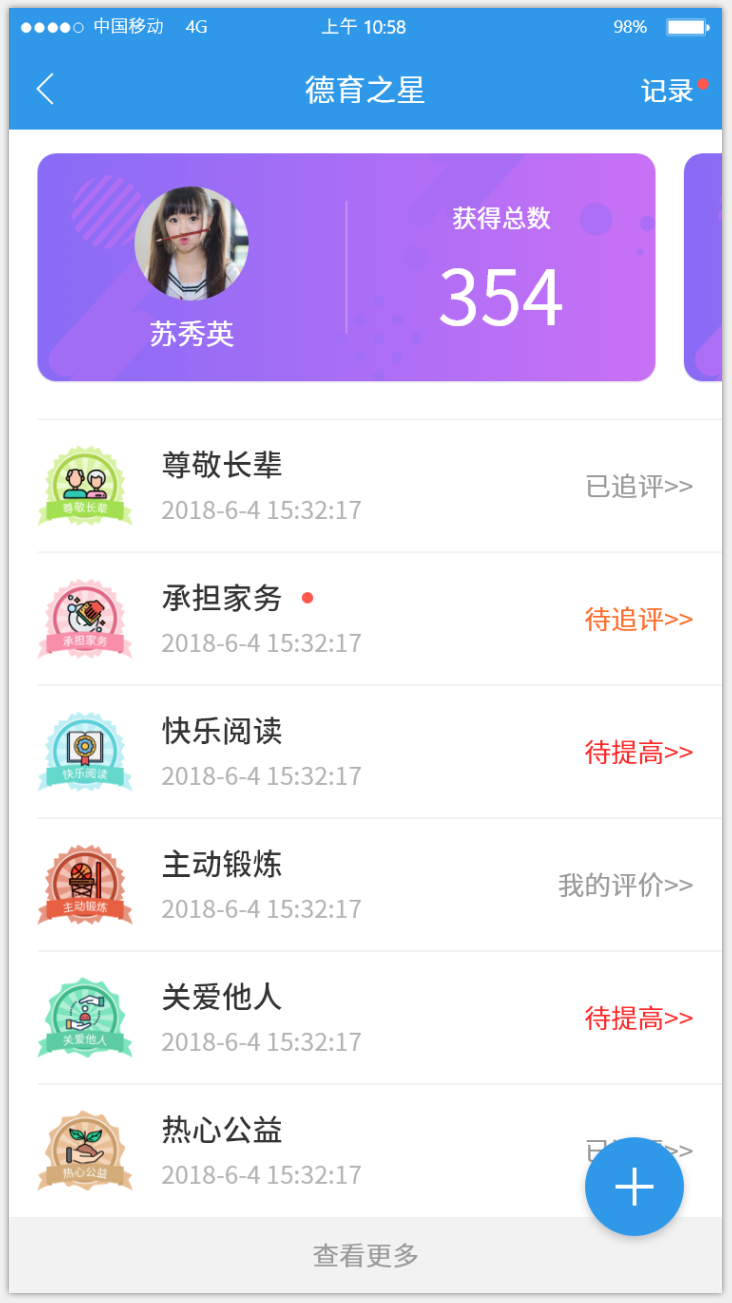 中国移动 4G 上午 10:58 98%
德育之星 记录
获得总数
354
苏秀英
尊敬长辈
尊敬长辈
2018-6-4 15:32:17
已追评>>
承担家务
承担家务
2018-6-4 15:32:17
待追评>>
快乐阅读
快乐阅读
2018-6-4 15:32:17
待提高>>
主动锻炼
主动锻炼
2018-6-4 15:32:17
我的评价>>
关爱他人
关爱他人
2018-6-4 15:32:17
待提高>>
热心公益
热心公益
2018-6-4 15:32:17
>>
查看更多